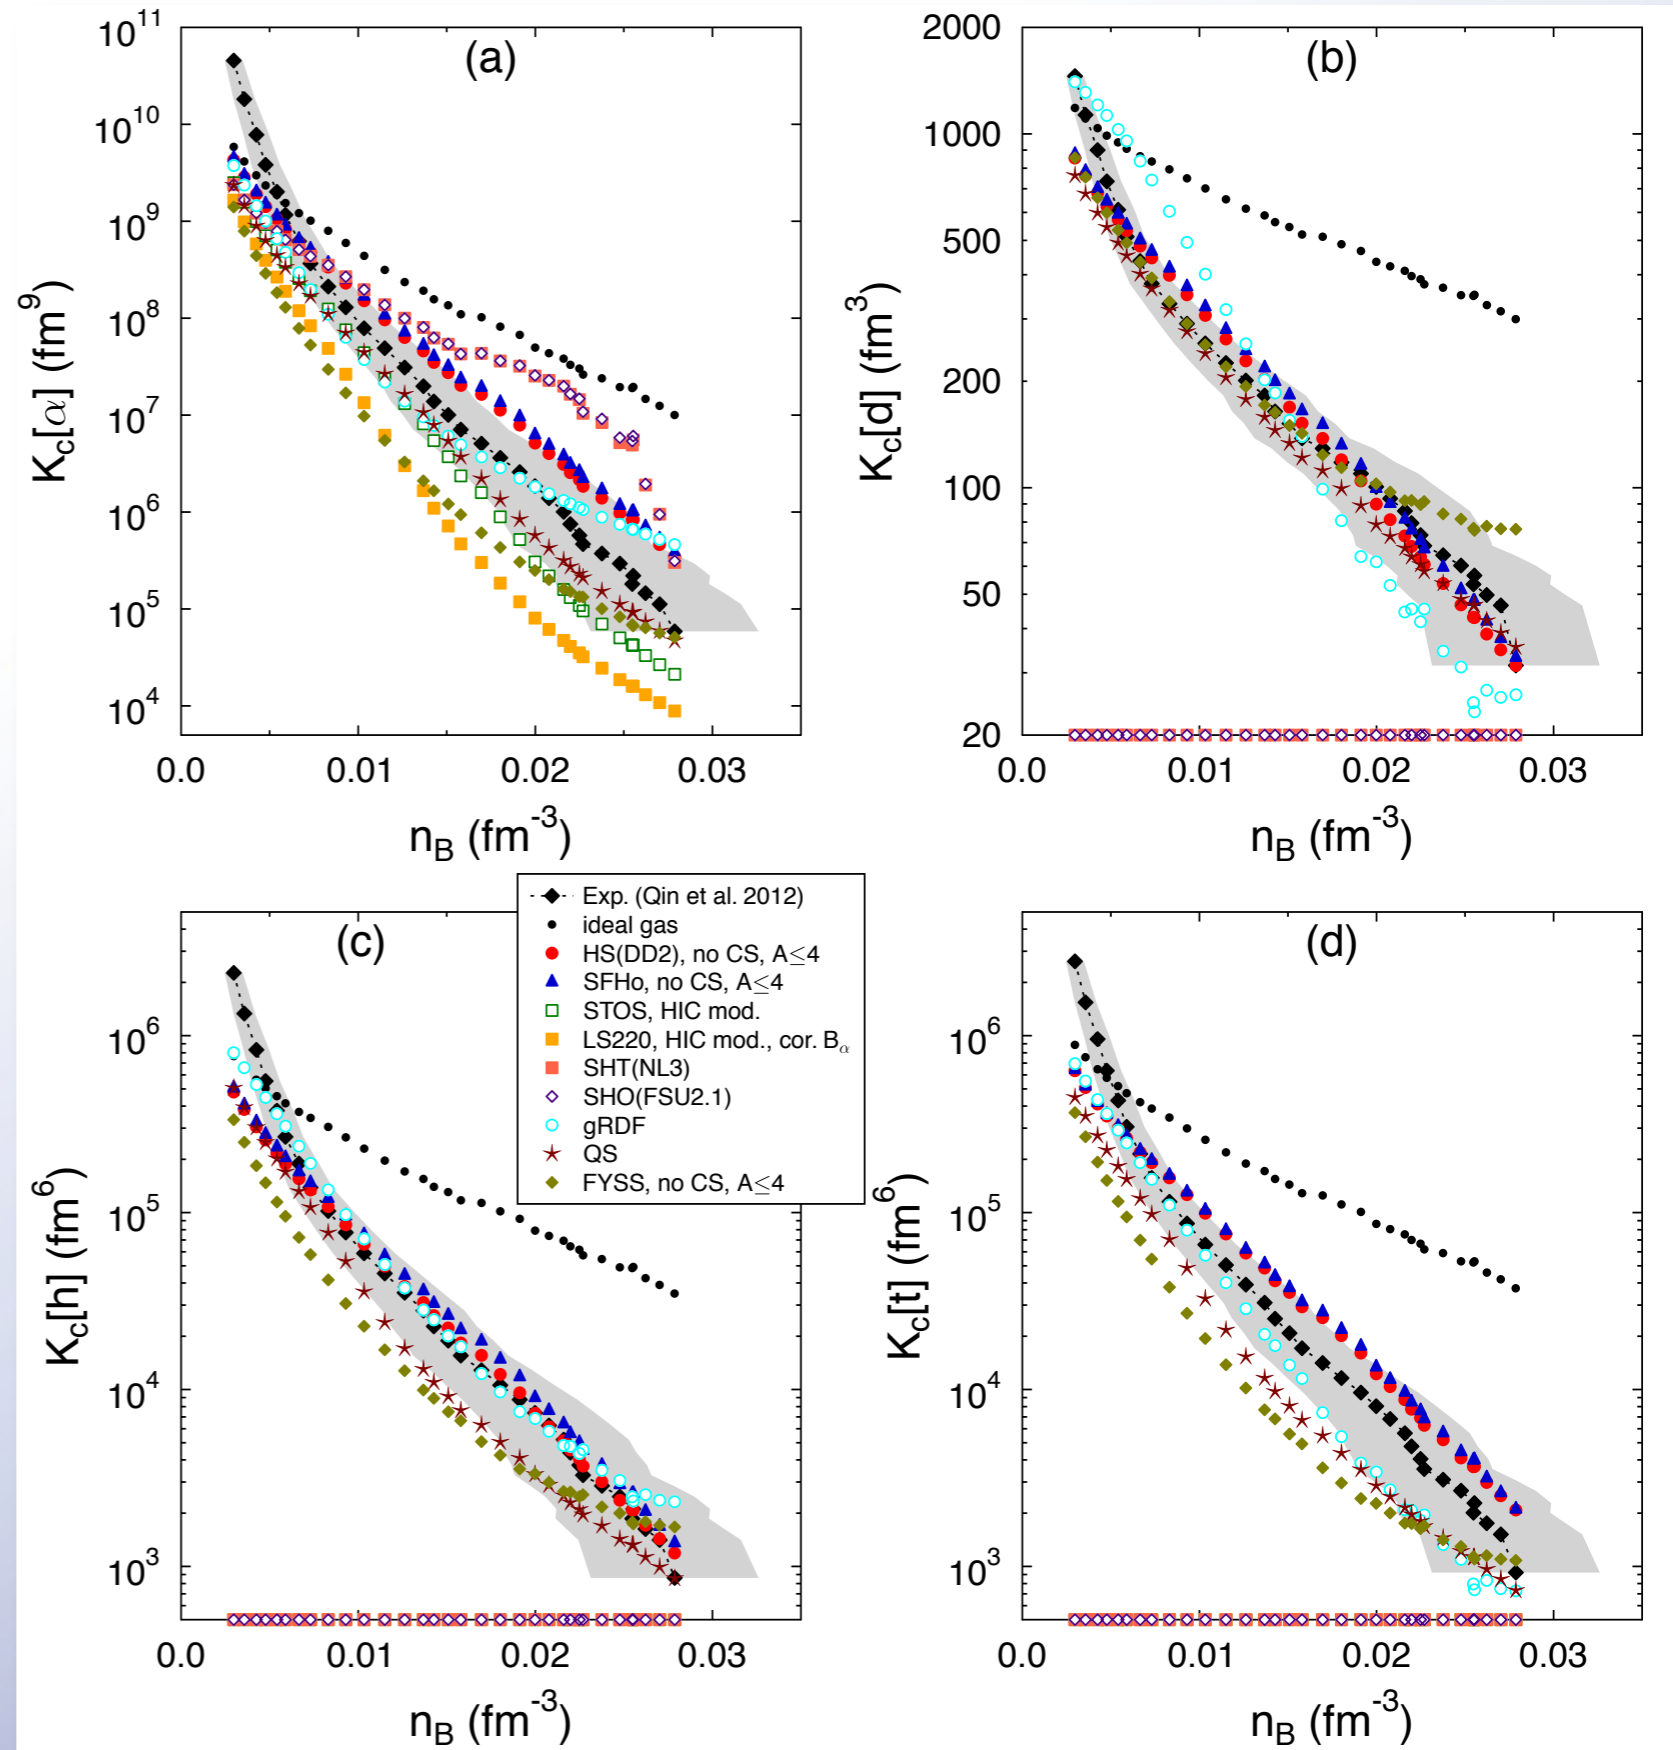 (a)
K_c[α] (fm^9)
10^11
10^10
10^9
10^8
10^7
10^6
10^5
10^4
0.0 0.01 0.02 0.03
n_B (fm^-3)
(b)
K_c[d] (fm^3)
2000
1000
500
200
100
50
20
0.0 0.01 0.02 0.03
n_B (fm^-3)
Exp. (Qin et al. 2012)
ideal gas
HS(DD2), no CS, A≤4
SFHo, no CS, A≤4
STOS, HIC mod.
LS220, HIC mod., cor. B_α
SHT(NL3)
SHO(FSU2.1)
gRDF
QS
FYSS, no CS, A≤4
(c)
K_c[h] (fm^6)
10^6
10^5
10^4
10^3
0.0 0.01 0.02 0.03
n_B (fm^-3)
(d)
K_c[t] (fm^6)
10^6
10^5
10^4
10^3
0.0 0.01 0.02 0.03
n_B (fm^-3)